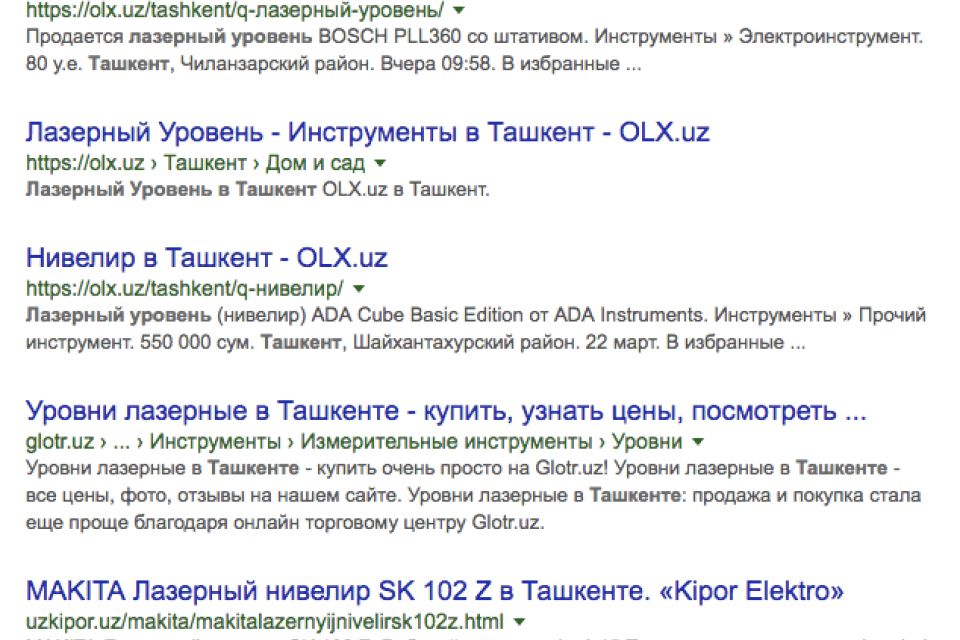 https://olx.uz/tashkent/q-лазерный-уровень/
Продается лазерный уровень BOSCH PLL360 со штативом. Инструменты » Электроинструмент.
80 у.е. Ташкент, Чиланзарский район. Вчера 09:58. В избранные ...
Лазерный Уровень - Инструменты в Ташкент - OLX.uz
https://olx.uz › Ташкент › Дом и сад
Лазерный Уровень в Ташкент OLX.uz в Ташкент.
Нивелир в Ташкент - OLX.uz
https://olx.uz/tashkent/q-нивелир/
Лазерный уровень (нивелир) ADA Cube Basic Edition от ADA Instruments. Инструменты » Прочий
инструмент. 550 000 сум. Ташкент, Шайхантахурский район. 22 март. В избранные ...
Уровни лазерные в Ташкенте - купить, узнать цены, посмотреть ...
glotr.uz › ... › Инструменты › Измерительные инструменты › Уровни
Уровни лазерные в Ташкенте - купить очень просто на Glotr.uz! Уровни лазерные в Ташкенте -
все цены, фото, отзывы на нашем сайте. Уровни лазерные в Ташкенте: продажа и покупка стала
еще проще благодаря онлайн торговому центру Glotr.uz.
MAKITA Лазерный нивелир SK 102 Z в Ташкенте. «Kipor Elektro»
uzkipor.uz/makita/makitalazernyijnivelirsk102z.html